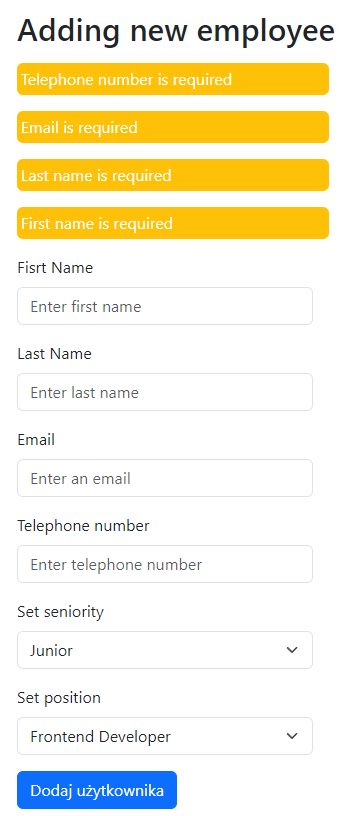 Adding new employee
Telephone number is required
Email is required
Last name is required
First name is required
Fisrt Name
Enter first name
Last Name
Enter last name
Email
Enter an email
Telephone number
Enter telephone number
Set seniority
Junior
Set position
Frontend Developer
Dodaj użytkownika